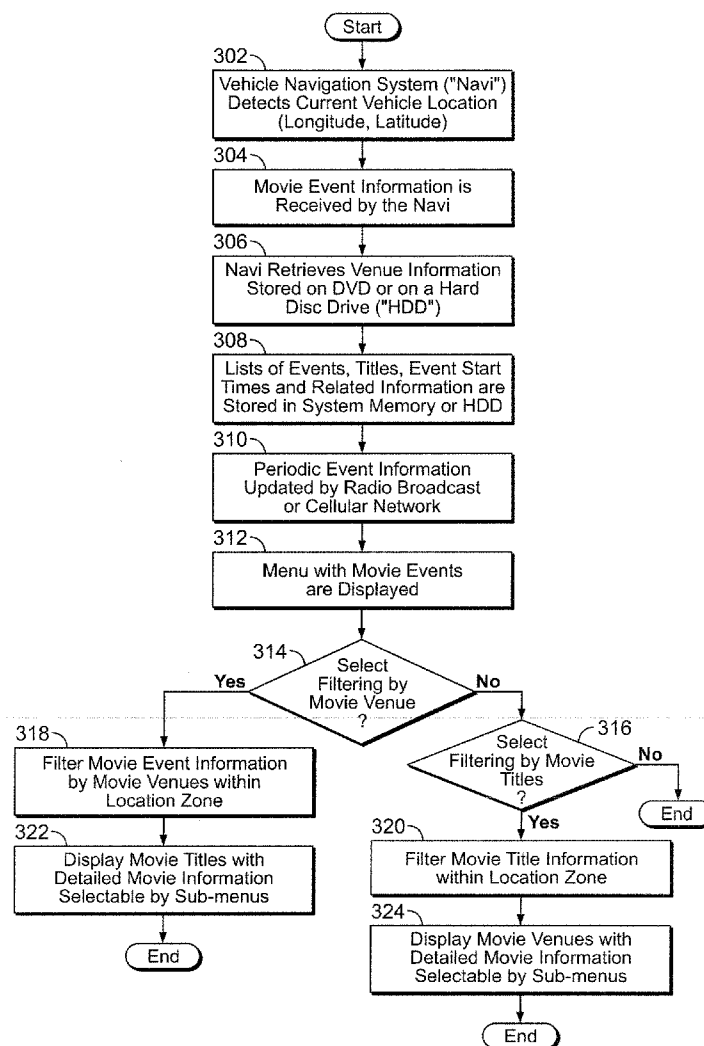 Start
302
Vehicle Navigation System ("Navi")
Detects Current Vehicle Location
(Longitude, Latitude)
304
Movie Event Information is
Received by the Navi
306
Navi Retrieves Venue Information
Stored on DVD or on a Hard
Disc Drive ("HDD")
308
Lists of Events, Titles, Event Start
Times and Related Information are
Stored in System Memory or HDD
310
Periodic Event Information
Updated by Radio Broadcast
or Cellular Network
312
Menu with Movie Events
are Displayed
314
Select
Filtering by
Movie Venue
?
Yes
No
318
Filter Movie Event Information
by Movie Venues within
Location Zone
322
Display Movie Titles with
Detailed Movie Information
Selectable by Sub-menus
End
316
Select
Filtering by Movie
Titles
?
No
End
Yes
320
Filter Movie Title Information
within Location Zone
324
Display Movie Venues with
Detailed Movie Information
Selectable by Sub-menus
End